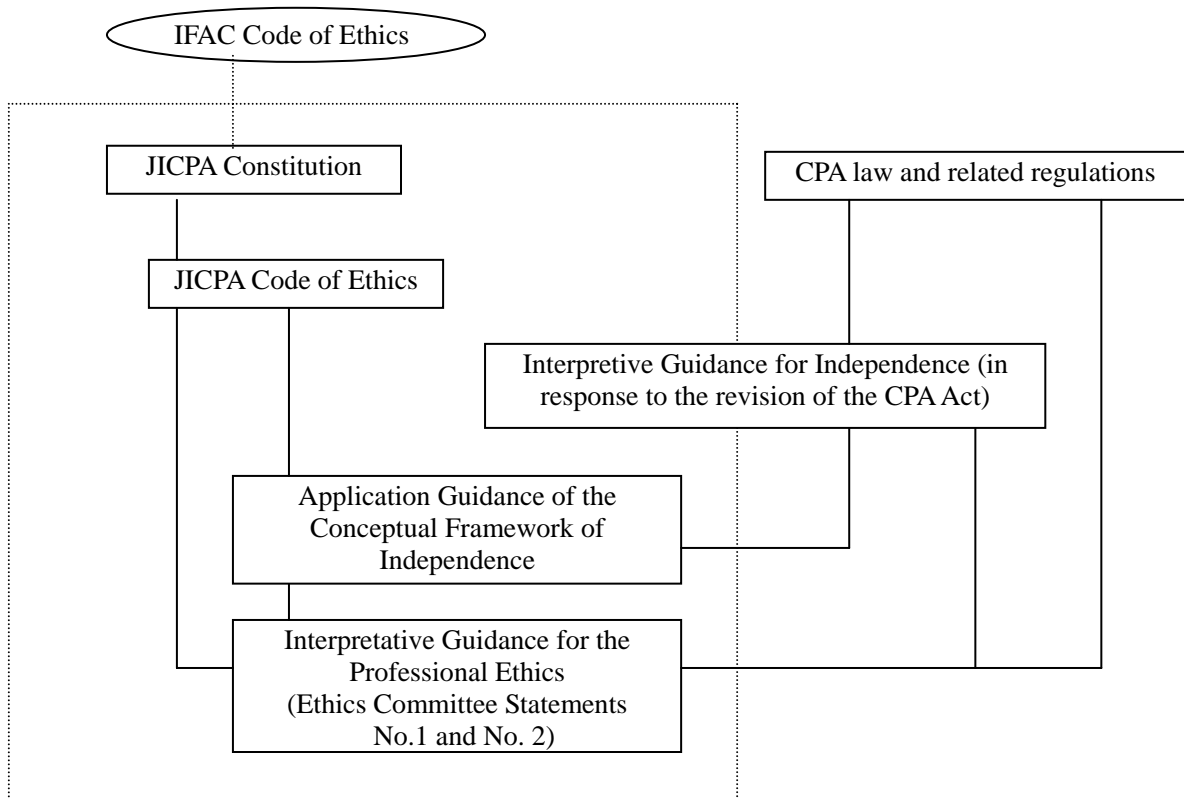 IFAC Code of Ethics
JICPA Constitution
CPA law and related regulations
JICPA Code of Ethics
Interpretive Guidance for Independence (in
response to the revision of the CPA Act)
Application Guidance of the
Conceptual Framework of
Independence
Interpretative Guidance for the
Professional Ethics
(Ethics Committee Statements
No.1 and No. 2)